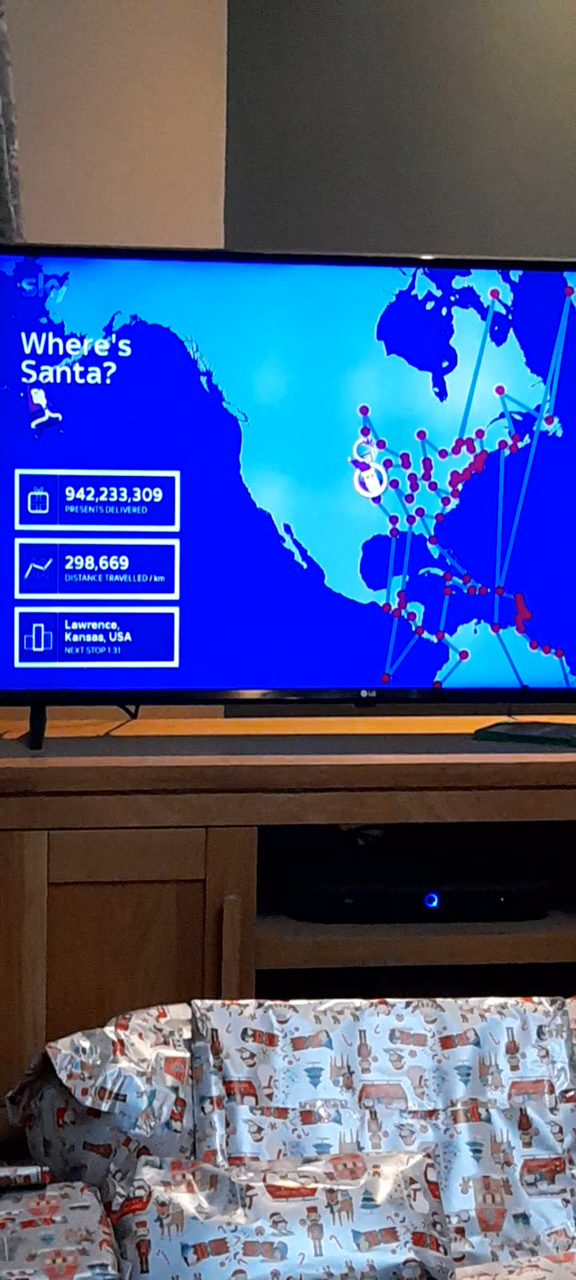 sky
Where's
Santa?
942,233,309
PRESENTS DELIVERED
298,669
DISTANCE TRAVELLED / km
Lawrence,
Kansas, USA
NEXT STOP 1:31
LG